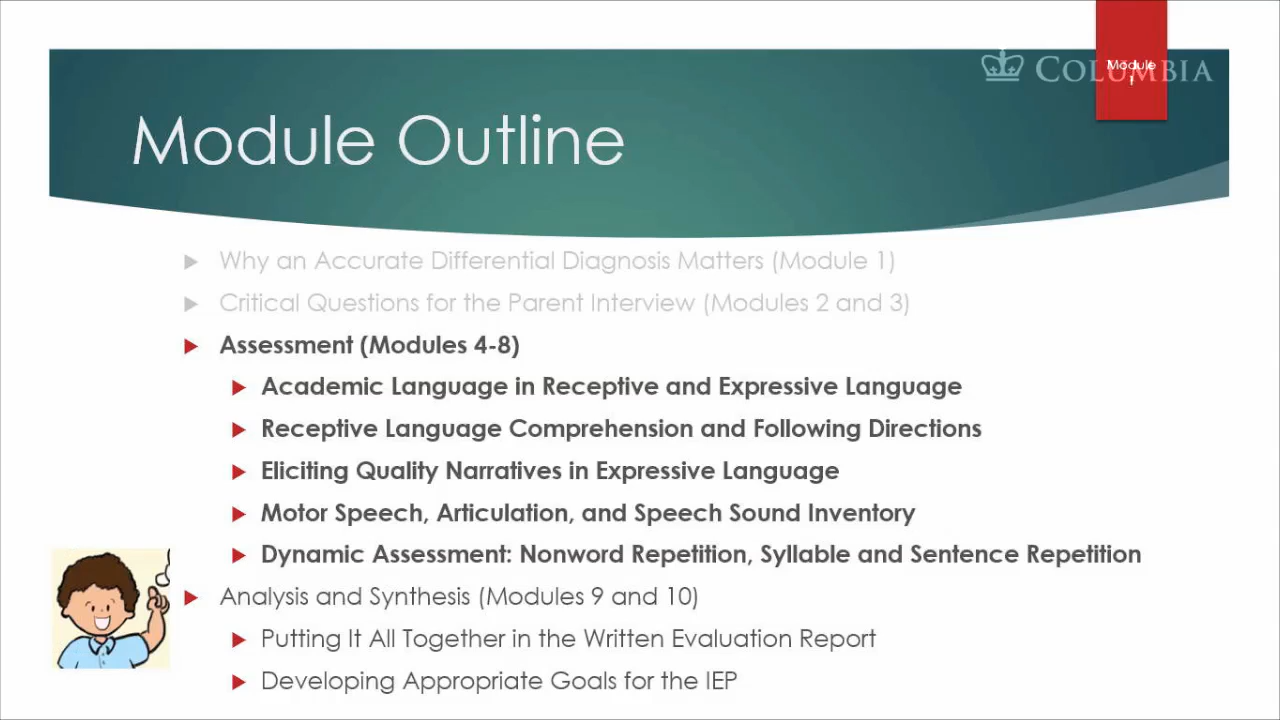 COLUMBIA
Module
1
Module Outline
Why an Accurate Differential Diagnosis Matters (Module 1)
Critical Questions for the Parent Interview (Modules 2 and 3)
Assessment (Modules 4-8)
Academic Language in Receptive and Expressive Language
Receptive Language Comprehension and Following Directions
Eliciting Quality Narratives in Expressive Language
Motor Speech, Articulation, and Speech Sound Inventory
Dynamic Assessment: Nonword Repetition, Syllable and Sentence Repetition
Analysis and Synthesis (Modules 9 and 10)
Putting It All Together in the Written Evaluation Report
Developing Appropriate Goals for the IEP